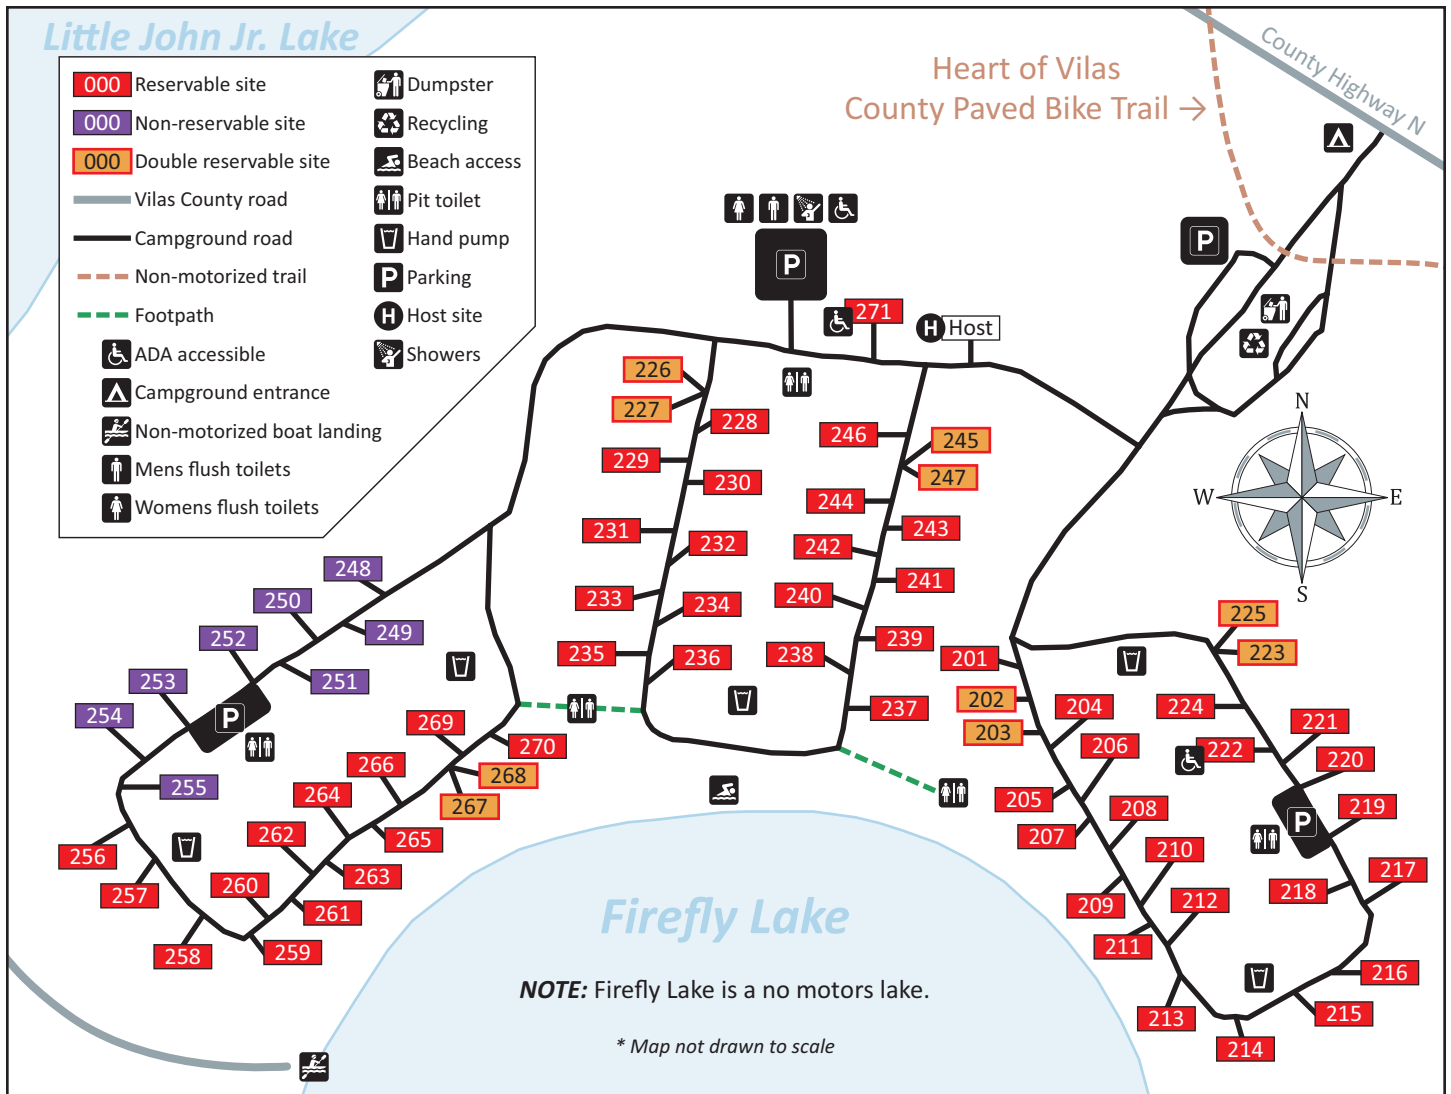 Little John Jr. Lake
000 Reservable site
000 Non-reservable site
000 Double reservable site
Vilas County road
Campground road
Non-motorized trail
Footpath
ADA accessible
Campground entrance
Non-motorized boat landing
Mens flush toilets
Womens flush toilets
Dumpster
Recycling
Beach access
Pit toilet
Hand pump
P Parking
H Host site
Showers
Heart of Vilas
County Paved Bike Trail →
County Highway N
P
P
271
H Host
226
227
228
229
230
231
232
233
234
235
236
246
245
247
244
243
242
241
240
239
238
237
N
W
E
S
248
250
249
252
251
253
254
P
255
256
257
258
259
260
261
262
263
264
265
266
267
268
269
270
201
202
203
204
205
206
207
208
209
210
211
212
213
214
215
216
217
218
219
P
220
221
222
224
223
225
Firefly Lake
NOTE: Firefly Lake is a no motors lake.
* Map not drawn to scale